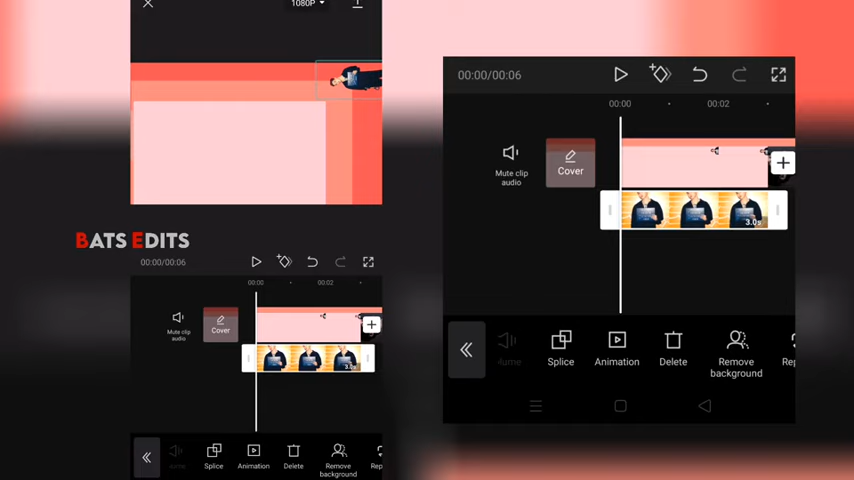 1080P
BATS EDITS
00:00/00:06
00:00
00:02
Mute clip
audio
Cover
3.0s
Splice
Animation
Delete
Remove
background
00:00/00:06
00:00
00:02
Mute clip
audio
Cover
3.0s
Splice
Animation
Delete
Remove
background